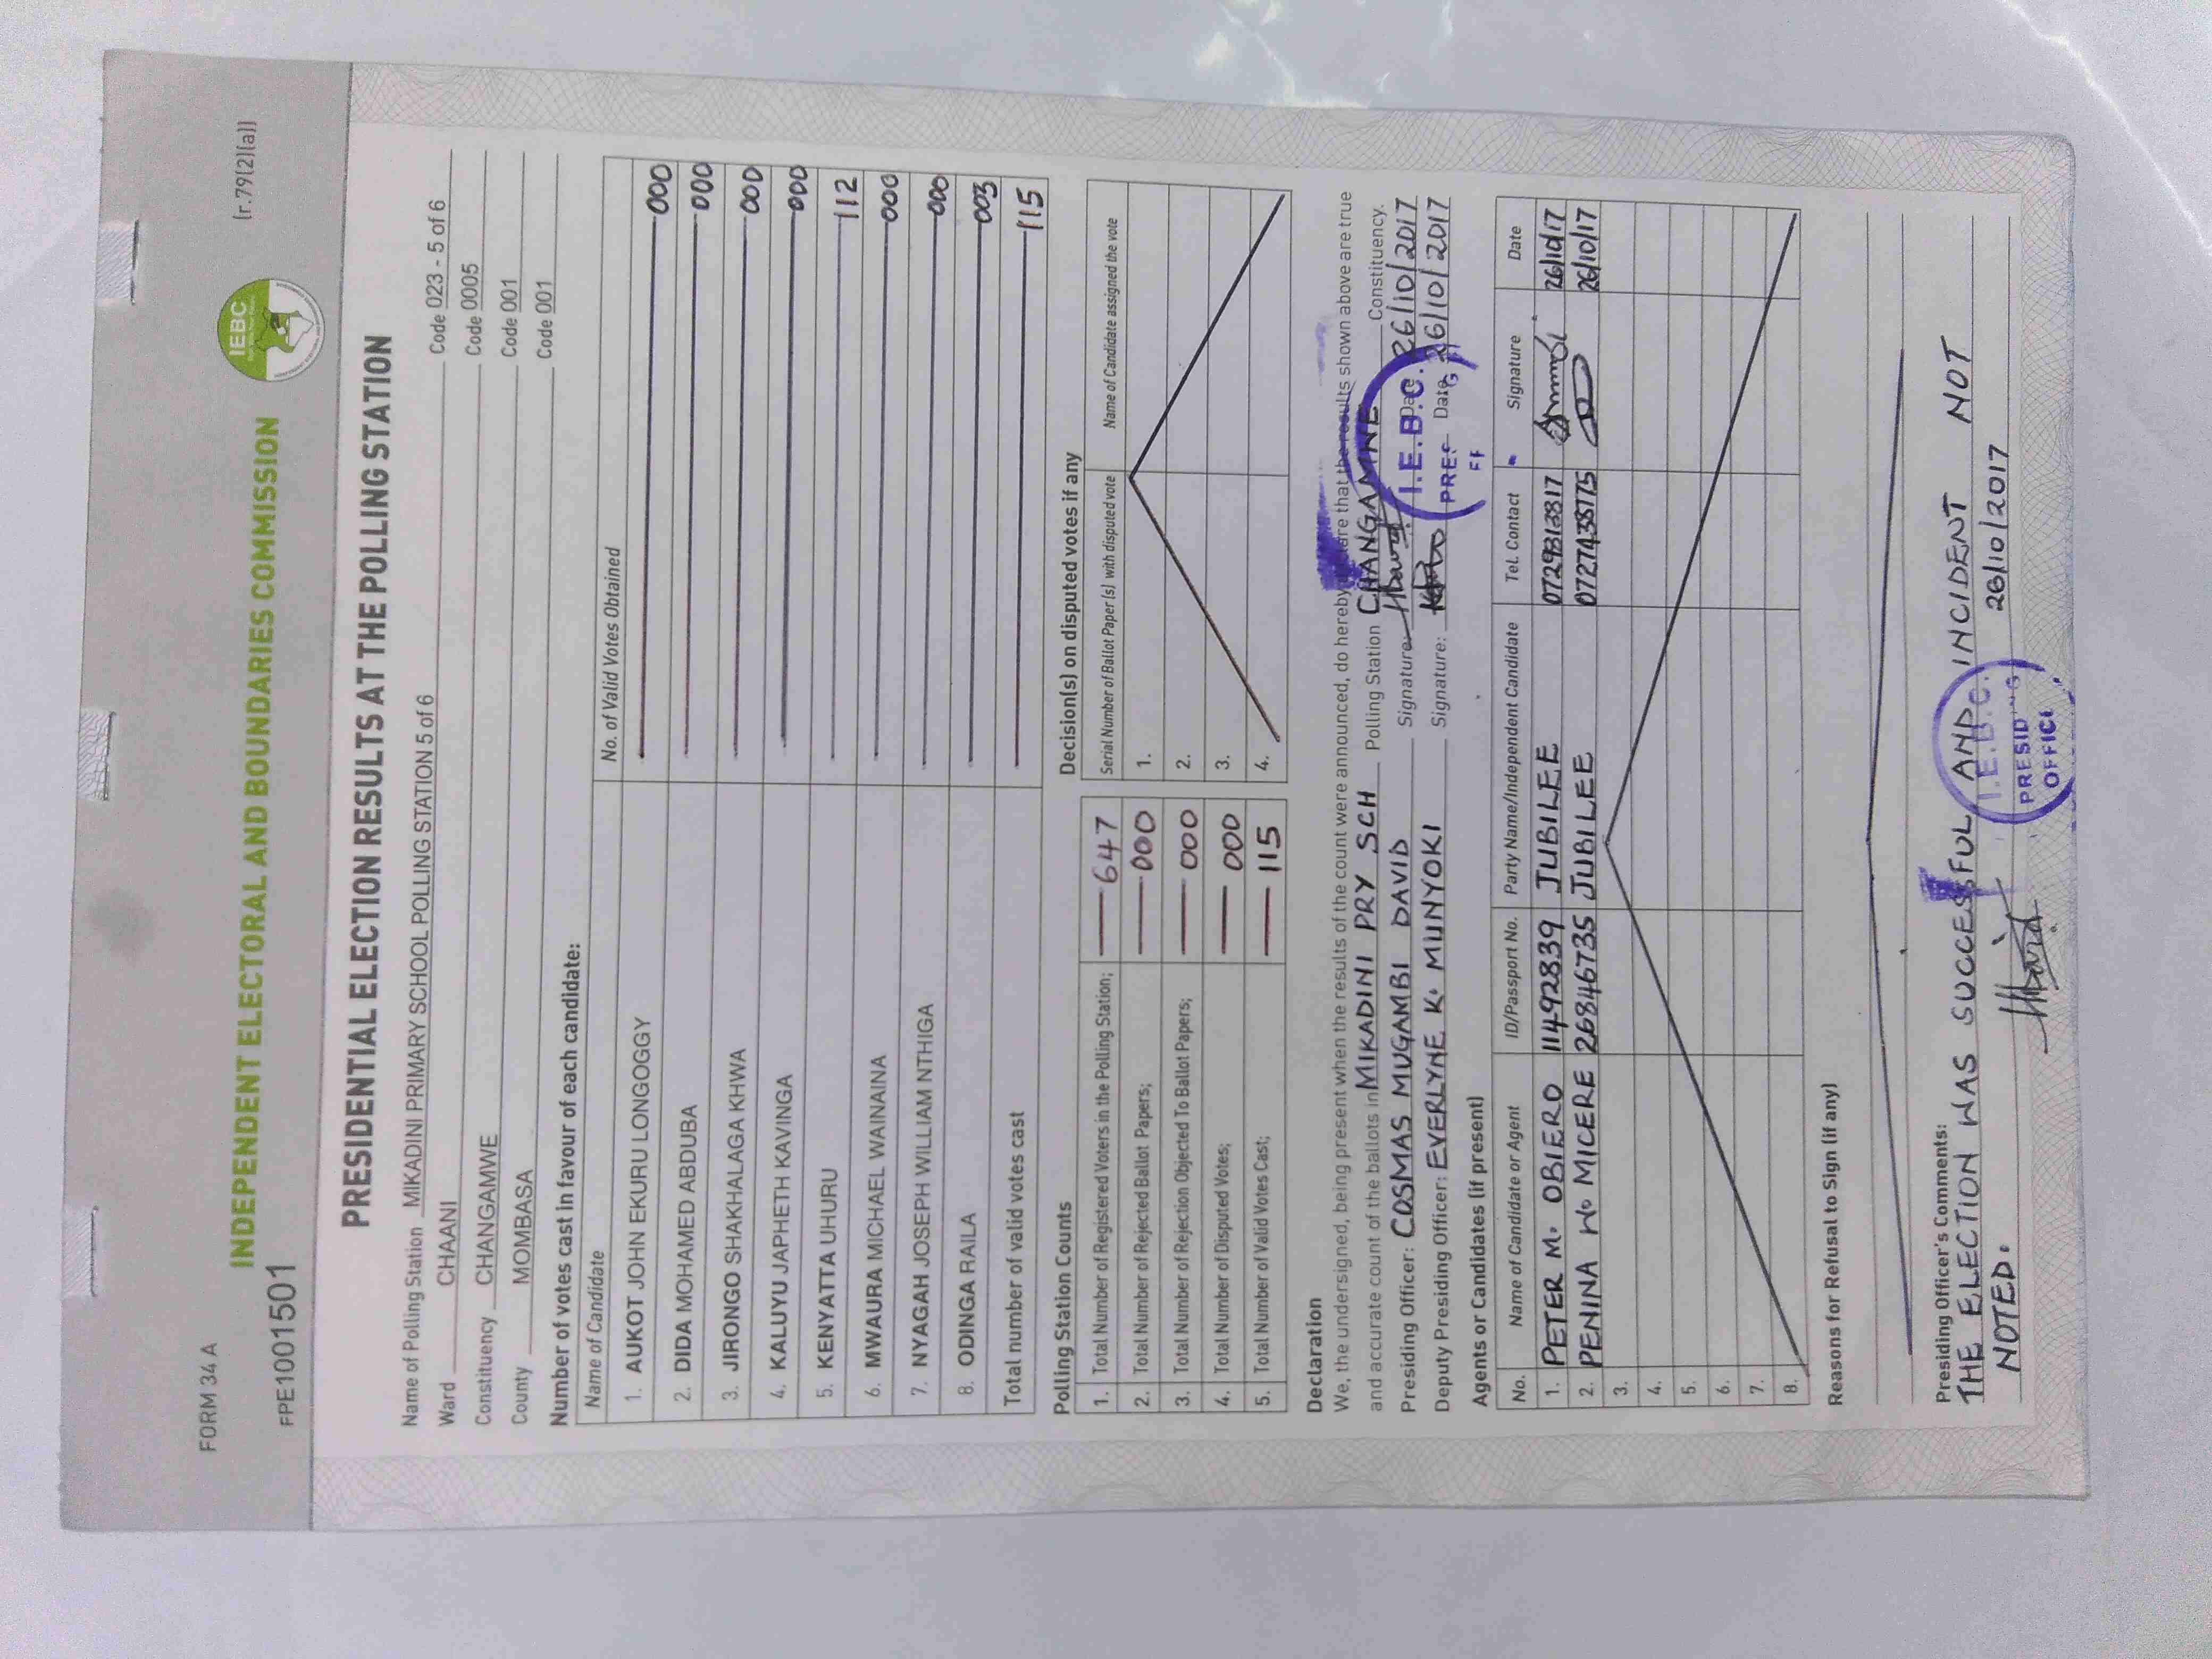 FORM 34 A
[r.79(2)(a)]
IEBC
INDEPENDENT ELECTORAL AND BOUNDARIES COMMISSION
FPE1001501
PRESIDENTIAL ELECTION RESULTS AT THE POLLING STATION
Name of Polling Station MIKADINI PRIMARY SCHOOL POLLING STATION 5 of 6 Code 023 - 5 of 6
Ward CHAANI Code 0005
Constituency CHANGAMWE Code 001
County MOMBASA Code 001
Number of votes cast in favour of each candidate:
Name of Candidate No. of Valid Votes Obtained
1. AUKOT JOHN EKURU LONGOGGY 000
2. DIDA MOHAMED ABDUBA 000
3. JIRONGO SHAKHALAGA KHWA 000
4. KALUYU JAPHETH KAVINGA 000
5. KENYATTA UHURU 112
6. MWAURA MICHAEL WAINAINA 000
7. NYAGAH JOSEPH WILLIAM NTHIGA 000
8. ODINGA RAILA 003
Total number of valid votes cast 115
Polling Station Counts
1. Total Number of Registered Voters in the Polling Station; 647
2. Total Number of Rejected Ballot Papers; 000
3. Total Number of Rejection Objected To Ballot Papers; 000
4. Total Number of Disputed Votes; 000
5. Total Number of Valid Votes Cast; 115
Decision(s) on disputed votes if any
Serial Number of Ballot Paper (s) with disputed vote Name of Candidate assigned the vote
1.
2.
3.
4.
Declaration
We, the undersigned, being present when the results of the count were announced, do hereby declare that the results shown above are true
and accurate count of the ballots in MIKADINI PRY SCH Polling Station CHANGAMWE Constituency.
Presiding Officer: COSMAS MUGAMBI DAVID Signature: Date: 26/10/2017
Deputy Presiding Officer: EVERLYNE K. MUNYOKI Signature: Date: 26/10/2017
I.E.B.C.
Agents or Candidates (if present)
No. Name of Candidate or Agent ID/Passport No. Party Name/Independent Candidate Tel. Contact Signature Date
1. PETER M. OBIERO 11492839 JUBILEE 26/10/17
2. PENINA W. MICERE 26846735 JUBILEE 0727438775 26/10/17
3.
4.
5.
6.
7.
8.
Reasons for Refusal to Sign (if any)
Presiding Officer's Comments:
THE ELECTION WAS SUCCESSFUL AND INCIDENT NOT
NOTED. 26/10/2017
I.E.B.C.
PRESIDING
OFFICI